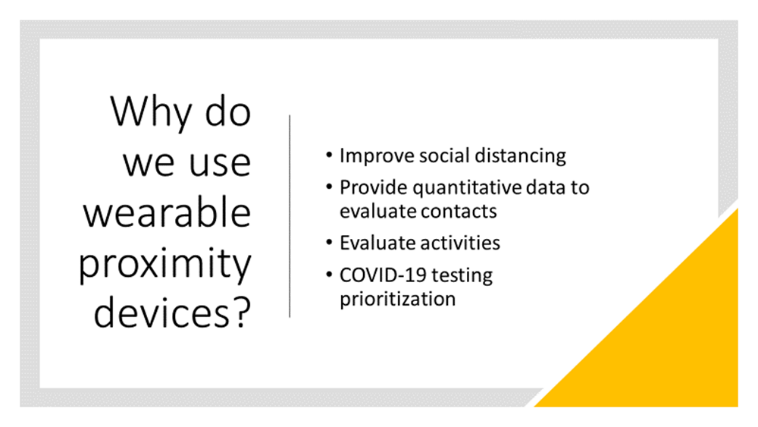 Why do
we use
wearable
proximity
devices?
• Improve social distancing
• Provide quantitative data to
evaluate contacts
• Evaluate activities
• COVID-19 testing
prioritization